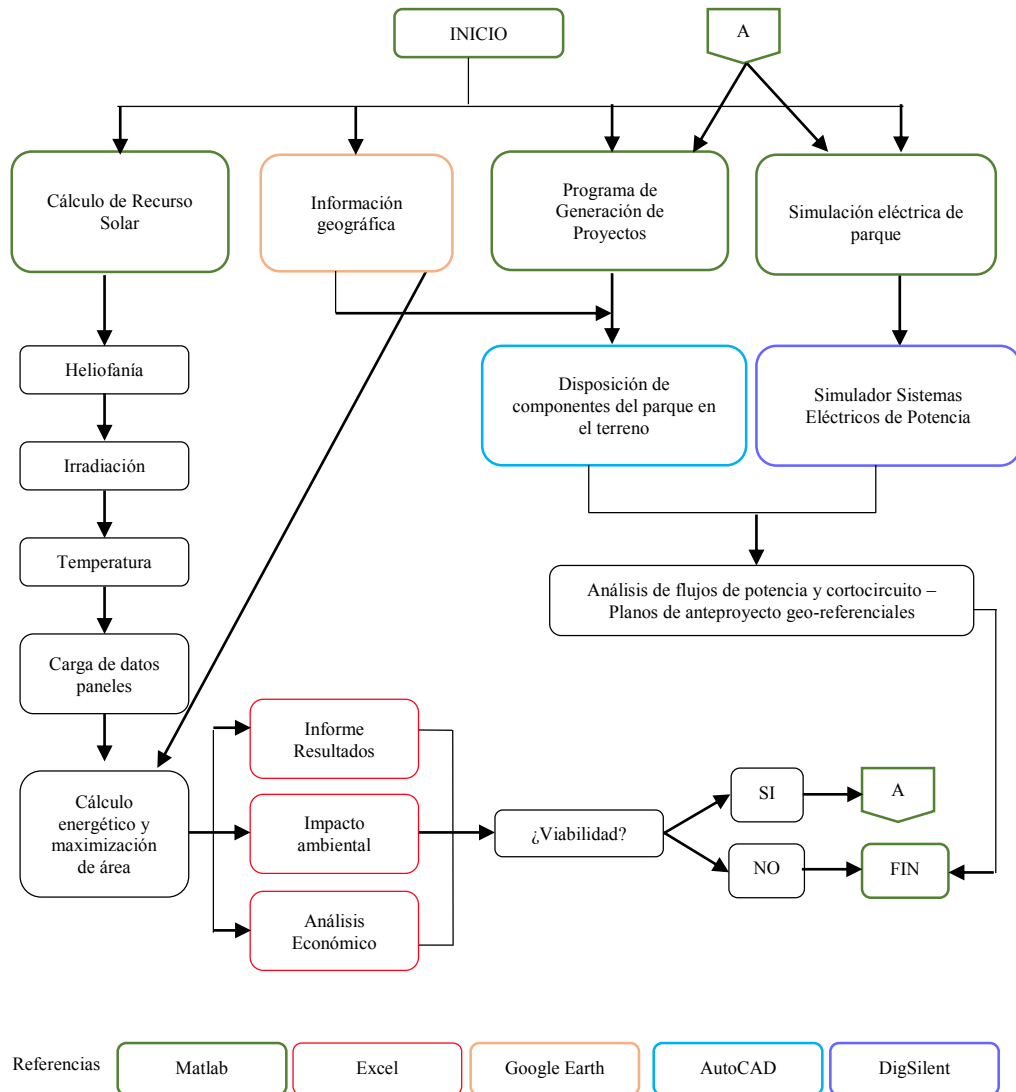 INICIO
A
Cálculo de Recurso
Solar
Información
geográfica
Programa de
Generación de
Proyectos
Simulación eléctrica de
parque
Heliofanía
Disposición de
componentes del parque en
el terreno
Simulador Sistemas
Eléctricos de Potencia
Irradiación
Temperatura
Análisis de flujos de potencia y cortocircuito –
Planos de anteproyecto geo-referenciales
Carga de datos
paneles
Cálculo
energético y
maximización
de área
Informe
Resultados
Impacto
ambiental
Análisis
Económico
¿Viabilidad?
SI
A
NO
FIN
Referencias
Matlab
Excel
Google Earth
AutoCAD
DigSilent